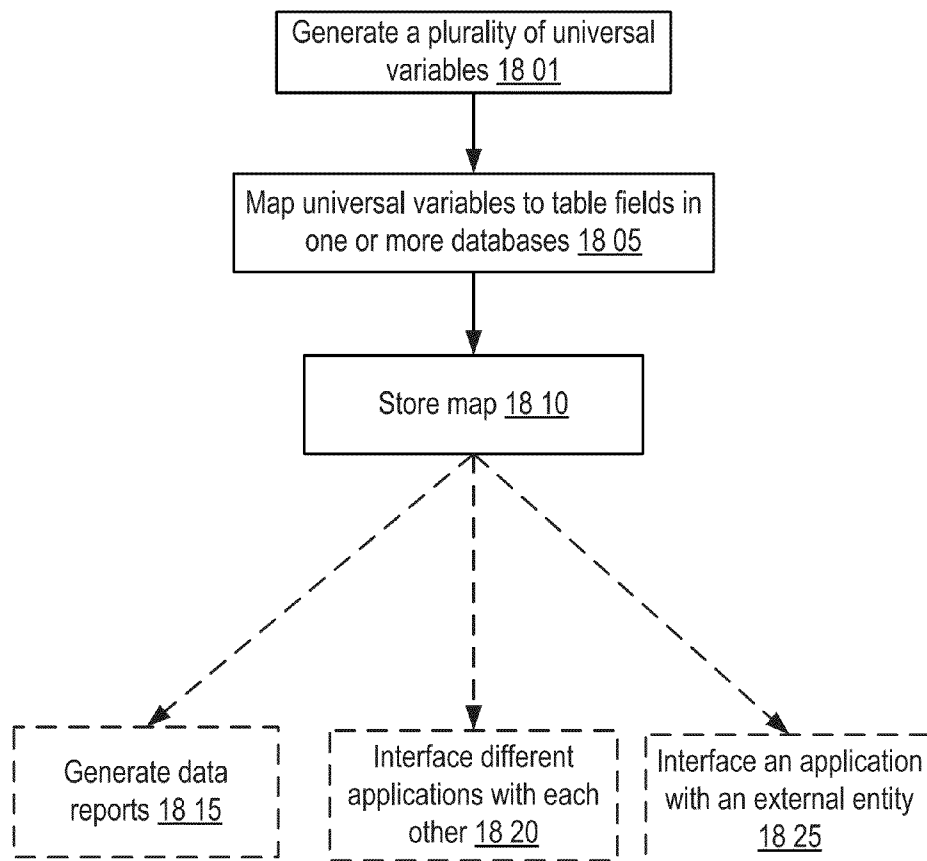 Generate a plurality of universal
variables 18 01
Map universal variables to table fields in
one or more databases 18 05
Store map 18 10
Generate data
reports 18 15
Interface different
applications with each
other 18 20
Interface an application
with an external entity
18 25